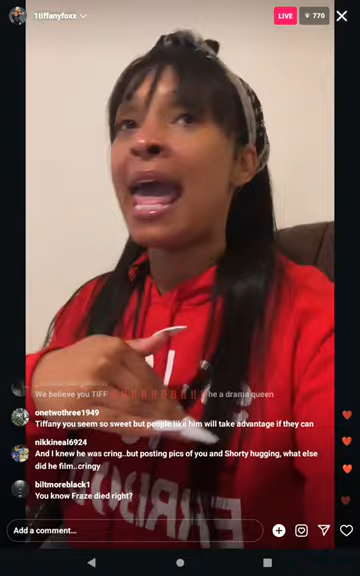 1tiffanyfoxx
LIVE
770
We believe you TIFF !!!!!!!!!! he a drama queen
onetwothree1949
Tiffany you seem so sweet but people like him will take advantage if they can
nikkineal6924
And I knew he was cring..but posting pics of you and Shorty hugging, what else
did he film..cringy
biltmoreblack1
You know Fraze died right?
Add a comment…